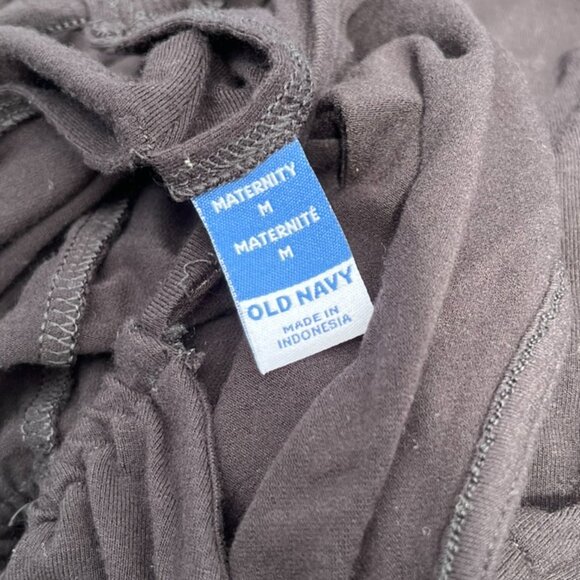 MATERNITY
M
MATERNITÉ
M
OLD NAVY
MADE IN
INDONESIA